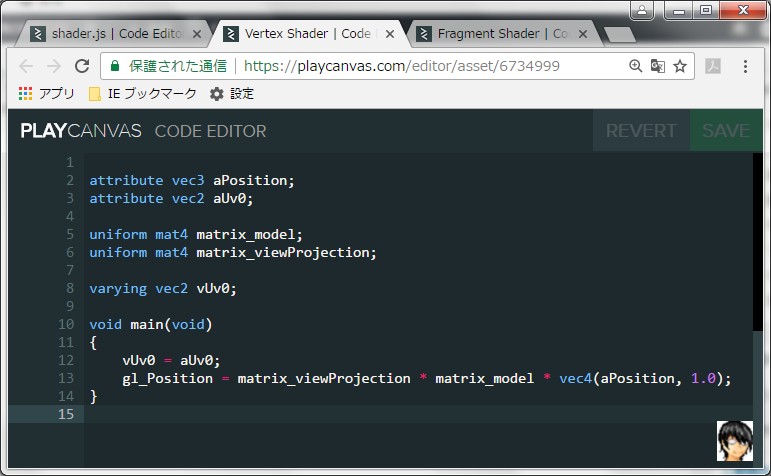 shader.js | Code Edito
Vertex Shader | Code
Fragment Shader | Co
保護された通信 | https://playcanvas.com/editor/asset/6734999
アプリ IE ブックマーク 設定
PLAYCANVAS CODE EDITOR REVERT SAVE
1
2 attribute vec3 aPosition;
3 attribute vec2 aUv0;
4
5 uniform mat4 matrix_model;
6 uniform mat4 matrix_viewProjection;
7
8 varying vec2 vUv0;
9
10 void main(void)
11 {
12 vUv0 = aUv0;
13 gl_Position = matrix_viewProjection * matrix_model * vec4(aPosition, 1.0);
14 }
15